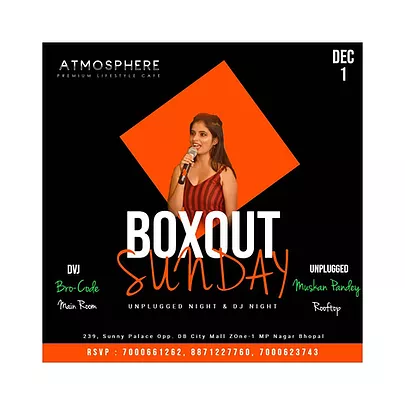 ATMOSPHERE
PREMIUM LIFESTYLE CAFE
DEC
1
BOXOUT
SUNDAY
UNPLUGGED NIGHT & DJ NIGHT
DVJ
Bro-Code
Main Room
UNPLUGGED
Muskan Pandey
Rooftop
239, Sunny Palace Opp. DB City Mall ZOne-1 MP Nagar Bhopal
RSVP : 7000661262, 8871227760, 7000623743